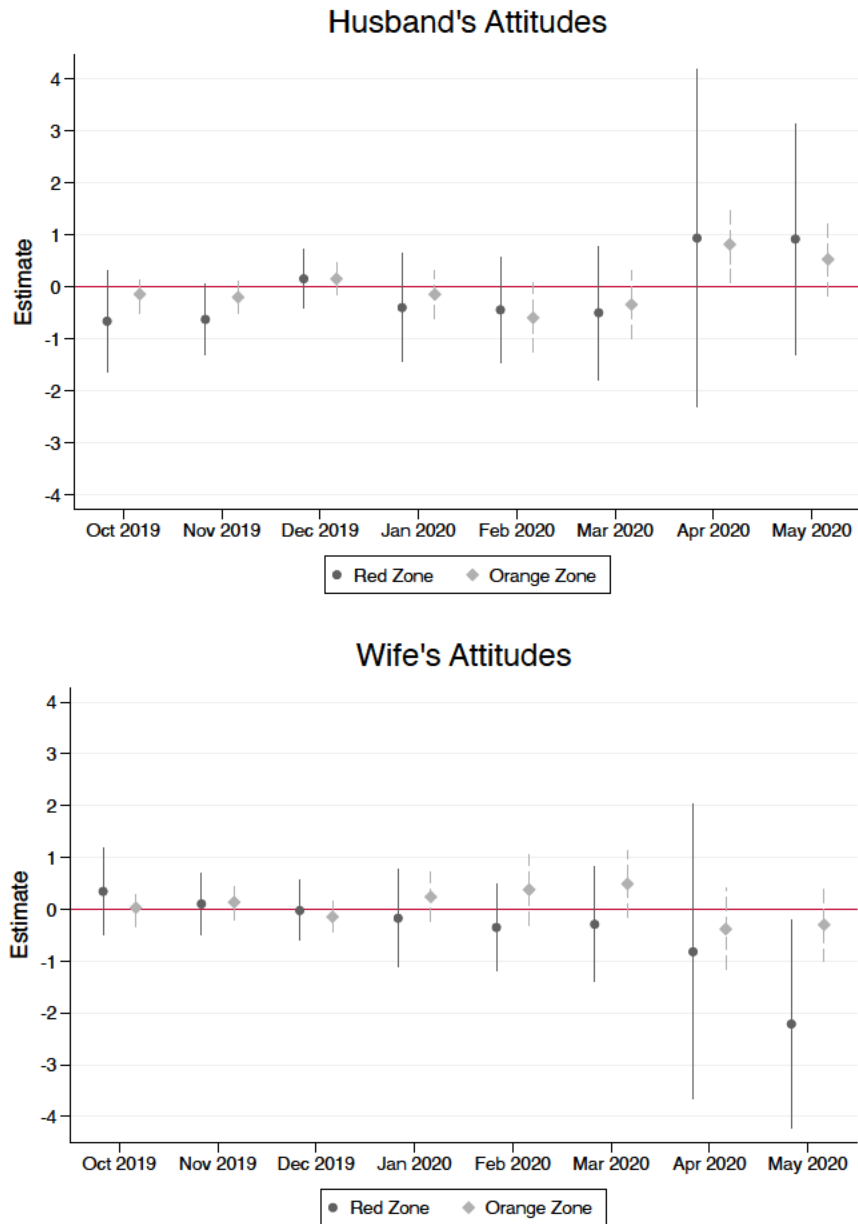 Husband's Attitudes
4
3
2
1
0
-1
-2
-3
-4
Estimate
Oct 2019 Nov 2019 Dec 2019 Jan 2020 Feb 2020 Mar 2020 Apr 2020 May 2020
Red Zone Orange Zone
Wife's Attitudes
4
3
2
1
0
-1
-2
-3
-4
Estimate
Oct 2019 Nov 2019 Dec 2019 Jan 2020 Feb 2020 Mar 2020 Apr 2020 May 2020
Red Zone Orange Zone